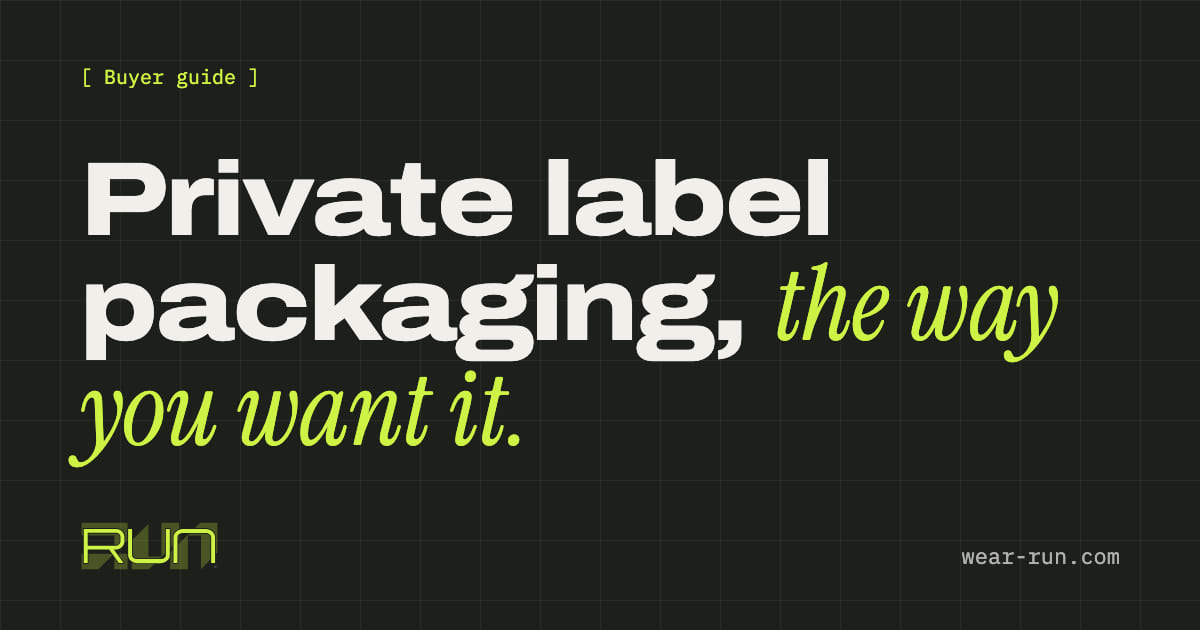 [ Buyer guide ]
Private label
packaging, the way
you want it.
RUN
wear-run.com